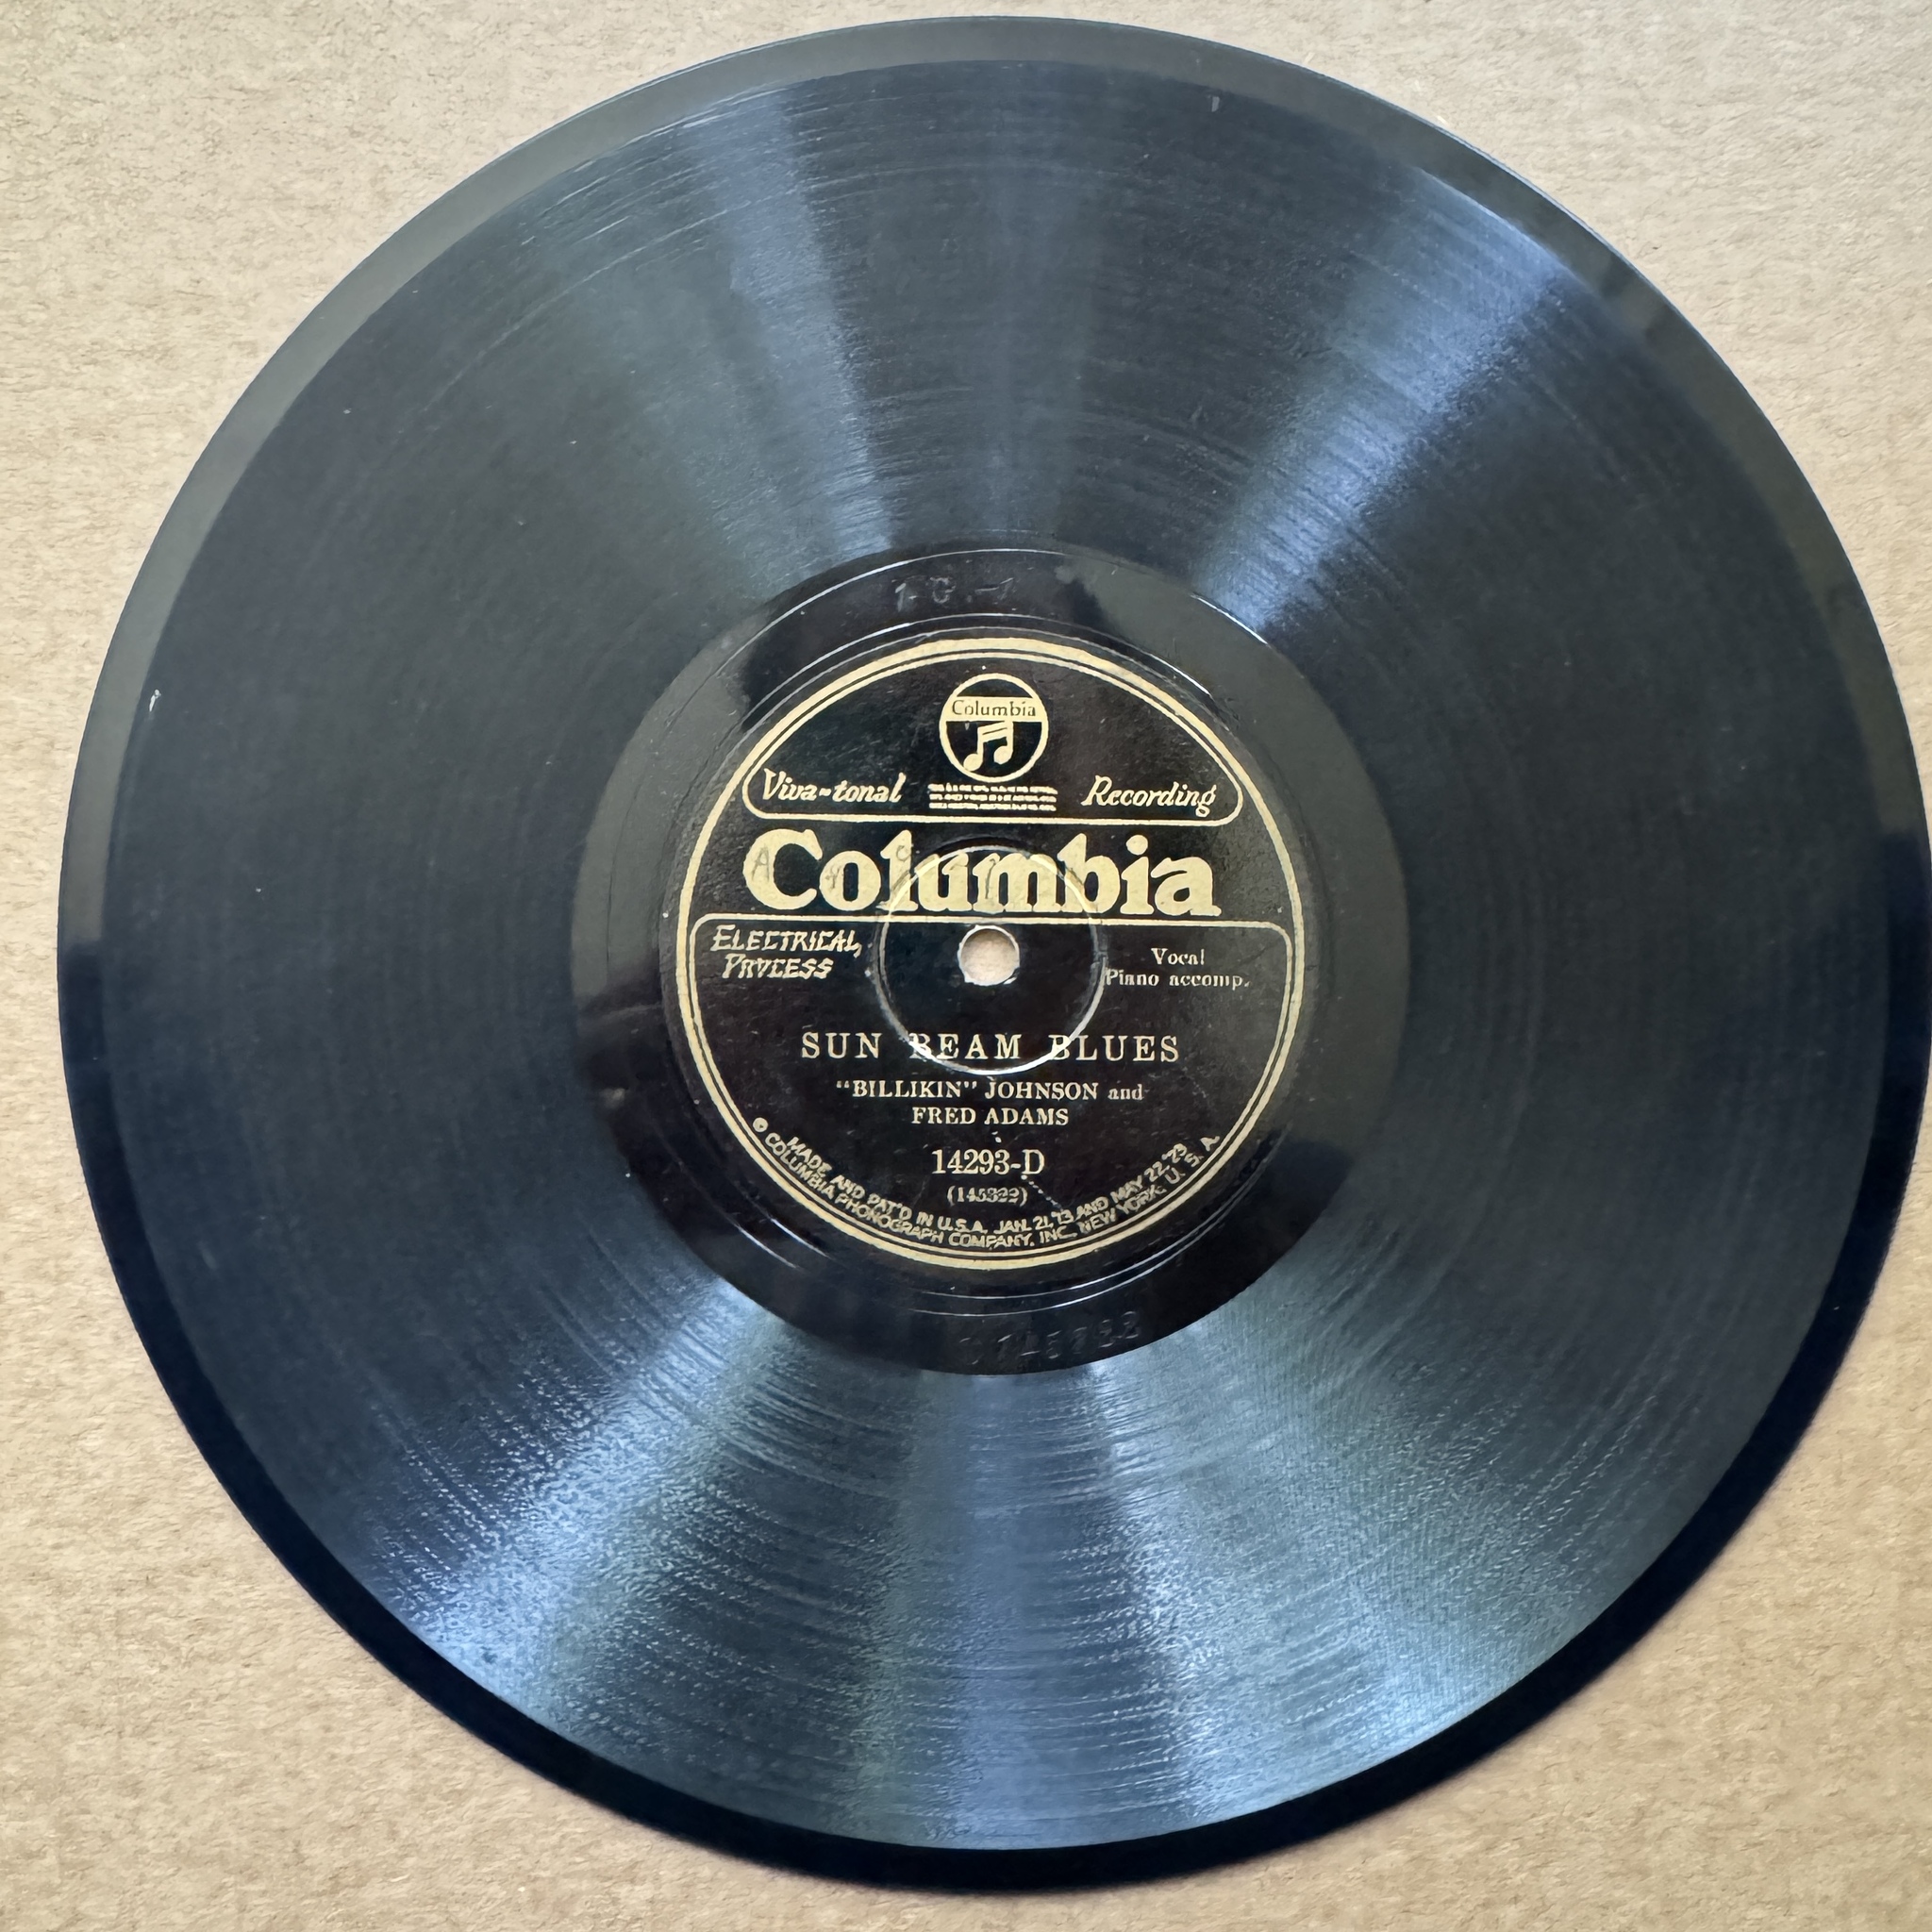 Columbia
Viva-tonal Recording
Columbia
ELECTRICAL
PROCESS
Vocal
Piano accomp.
SUN BEAM BLUES
"BILLIKIN" JOHNSON and
FRED ADAMS
14293-D
MADE AND PAT'D IN U.S.A. JAN. 21, '13 AND MAY 22, '23
© COLUMBIA PHONOGRAPH COMPANY, INC., NEW YORK, U. S. A.